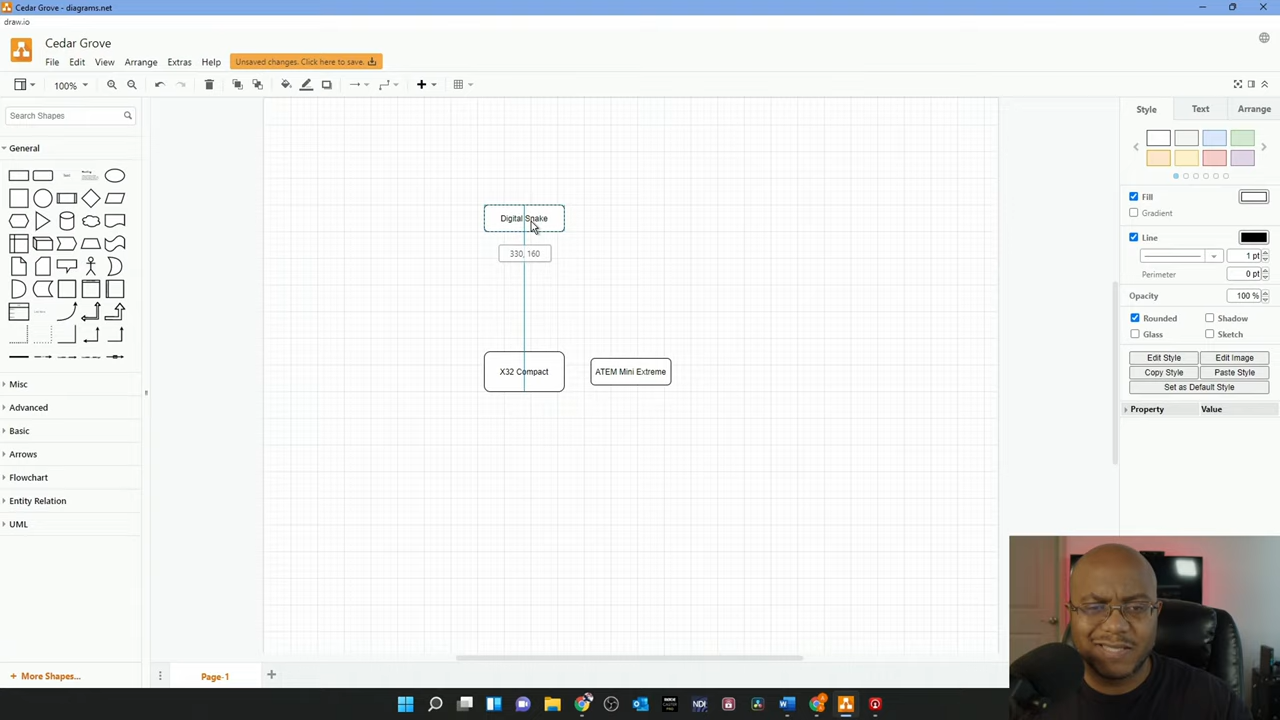 Cedar Grove - diagrams.net
draw.io
Cedar Grove
File Edit View Arrange Extras Help
Unsaved changes. Click here to save.
100%
Search Shapes
General
Misc
Advanced
Basic
Arrows
Flowchart
Entity Relation
UML
+ More Shapes...
Digital Snake
330, 160
X32 Compact
ATEM Mini Extreme
Page-1
Style Text Arrange
Fill
Gradient
Line
1 pt
Perimeter
0 pt
Opacity
100 %
Rounded Shadow
Glass Sketch
Edit Style Edit Image
Copy Style Paste Style
Set as Default Style
Property Value
NDI